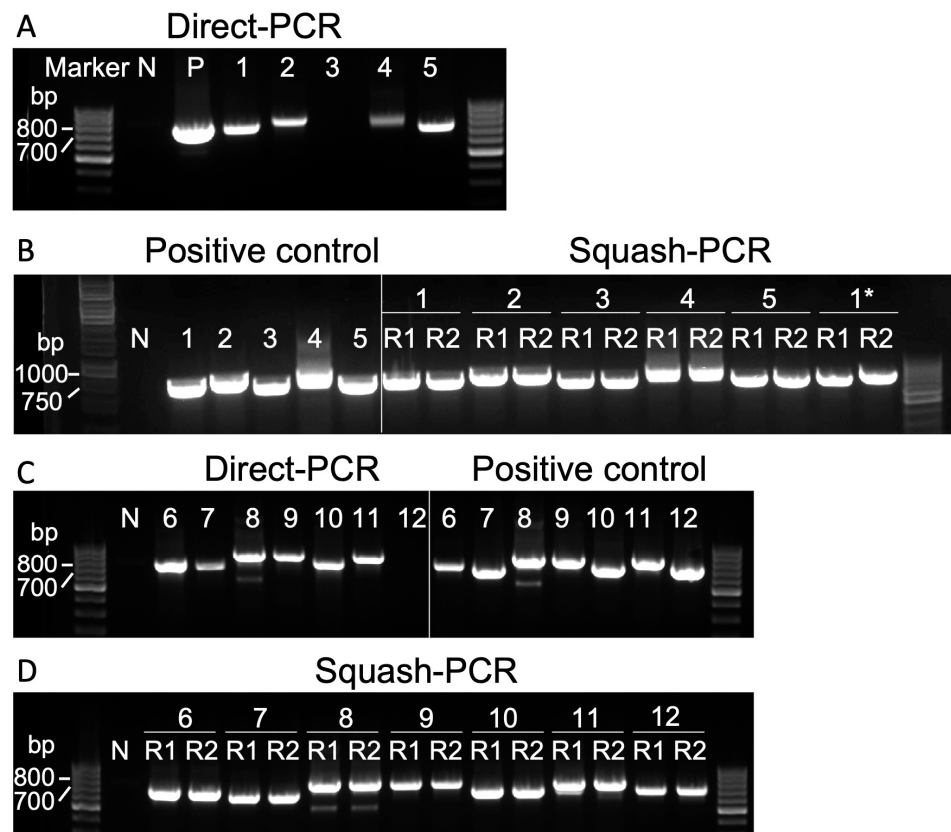 A Direct-PCR
Marker N P 1 2 3 4 5
bp
800
700
B Positive control Squash-PCR
1 2 3 4 5 1*
N 1 2 3 4 5 R1 R2 R1 R2 R1 R2 R1 R2 R1 R2 R1 R2
bp
1000
750
C Direct-PCR Positive control
N 6 7 8 9 10 11 12 6 7 8 9 10 11 12
bp
800
700
D Squash-PCR
6 7 8 9 10 11 12
bp N R1 R2 R1 R2 R1 R2 R1 R2 R1 R2 R1 R2 R1 R2
800
700